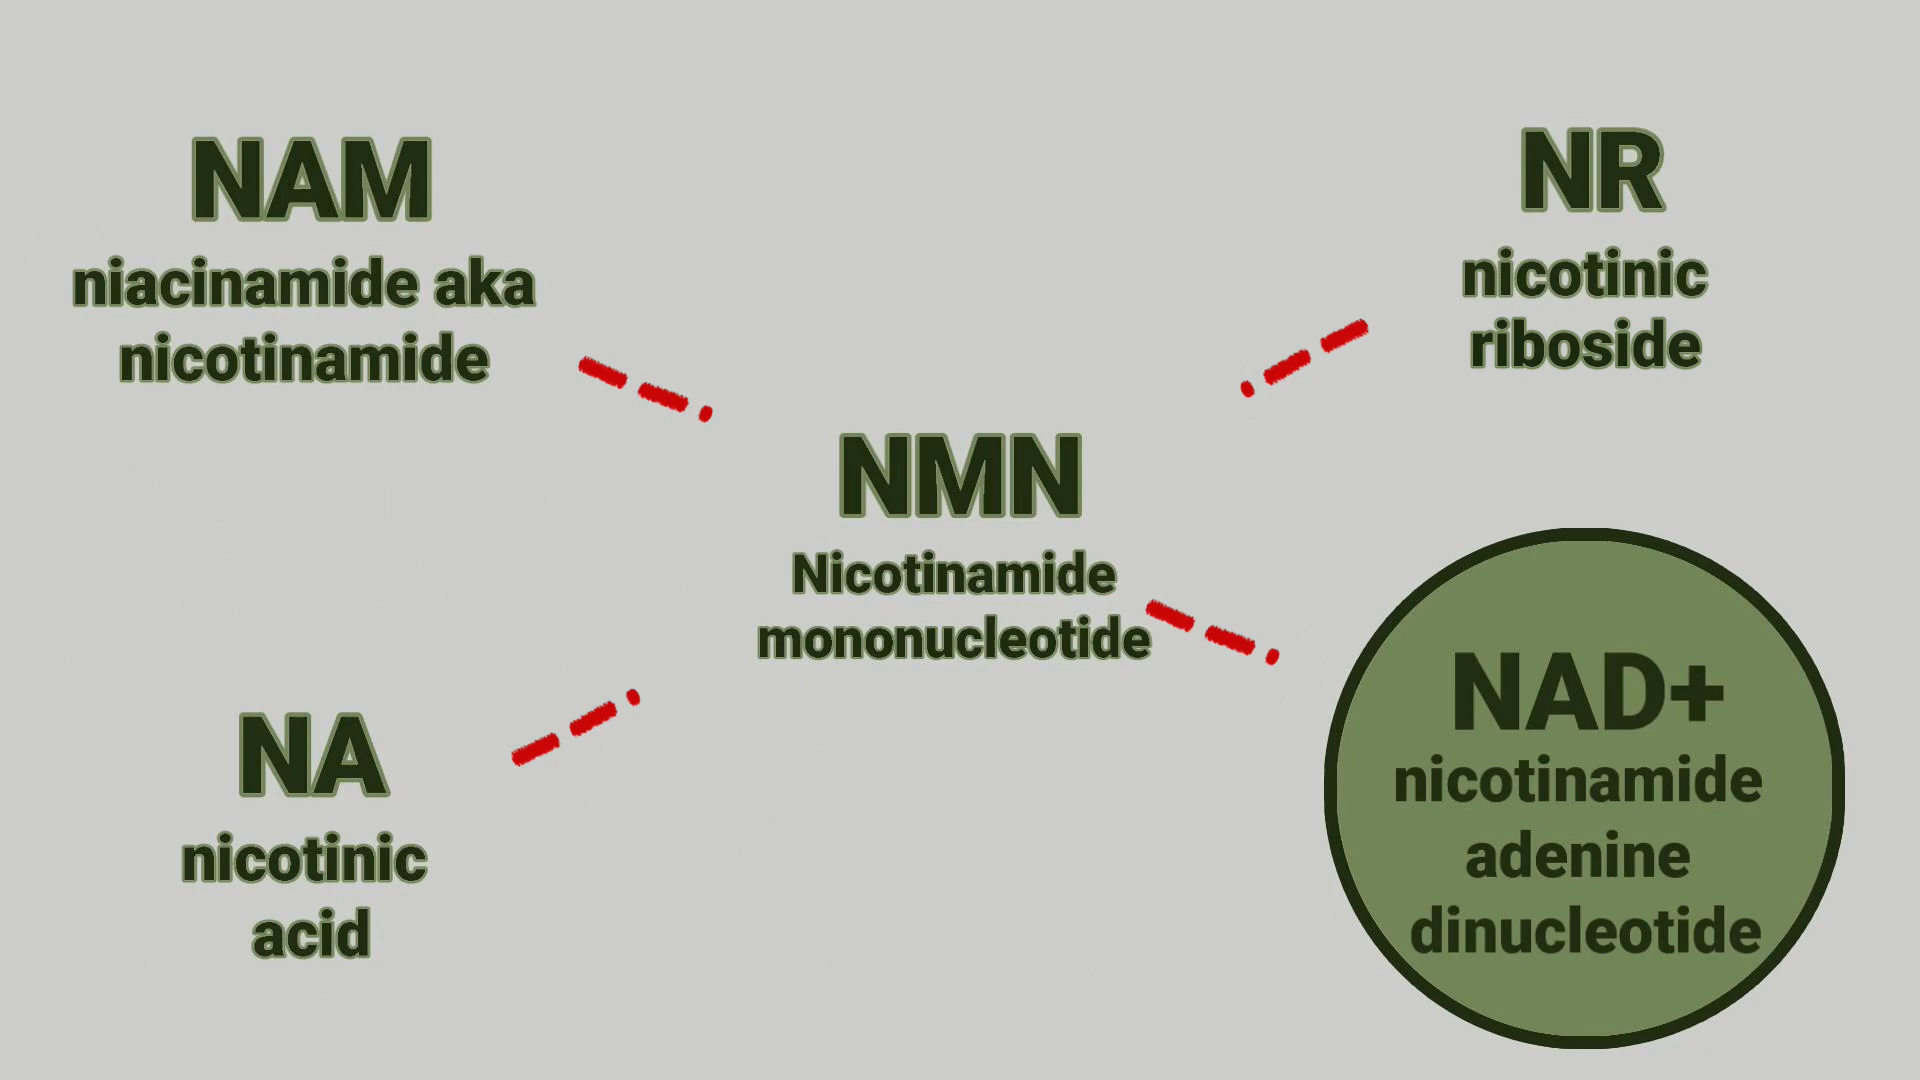 NAM
niacinamide aka
nicotinamide
NR
nicotinic
riboside
NMN
Nicotinamide
mononucleotide
NA
nicotinic
acid
NAD+
nicotinamide
adenine
dinucleotide